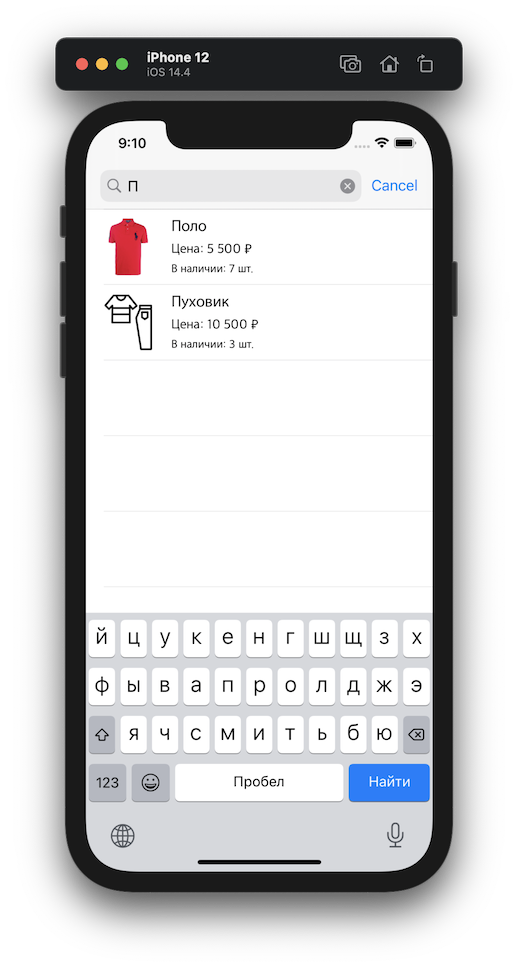 iPhone 12
iOS 14.4
9:10
П
Cancel
Поло
Цена: 5 500 ₽
В наличии: 7 шт.
Пуховик
Цена: 10 500 ₽
В наличии: 3 шт.
й ц у к е н г ш щ з х
ф ы в а п р о л д ж э
я ч с м и т ь б ю
123 Пробел Найти